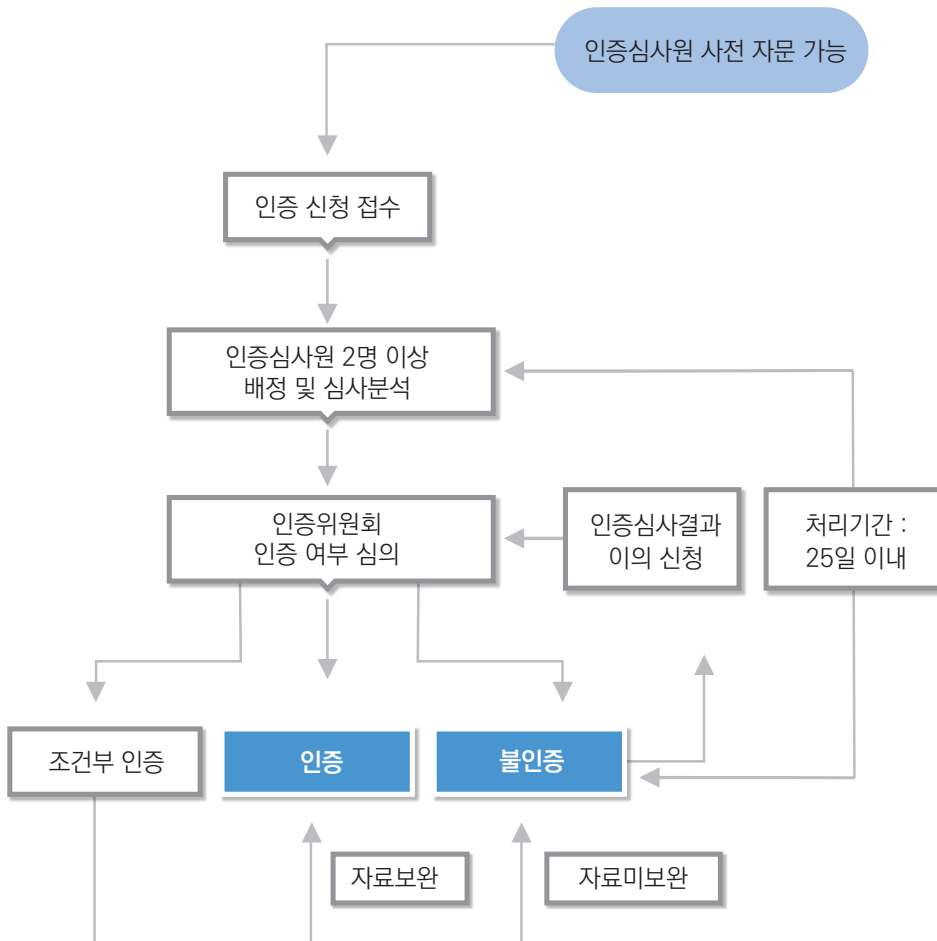 인증심사원 사전 자문 가능
인증 신청 접수
인증심사원 2명 이상
배정 및 심사분석
인증위원회
인증 여부 심의
인증심사결과
이의 신청
처리기간 :
25일 이내
조건부 인증
인증
불인증
자료보완
자료미보완